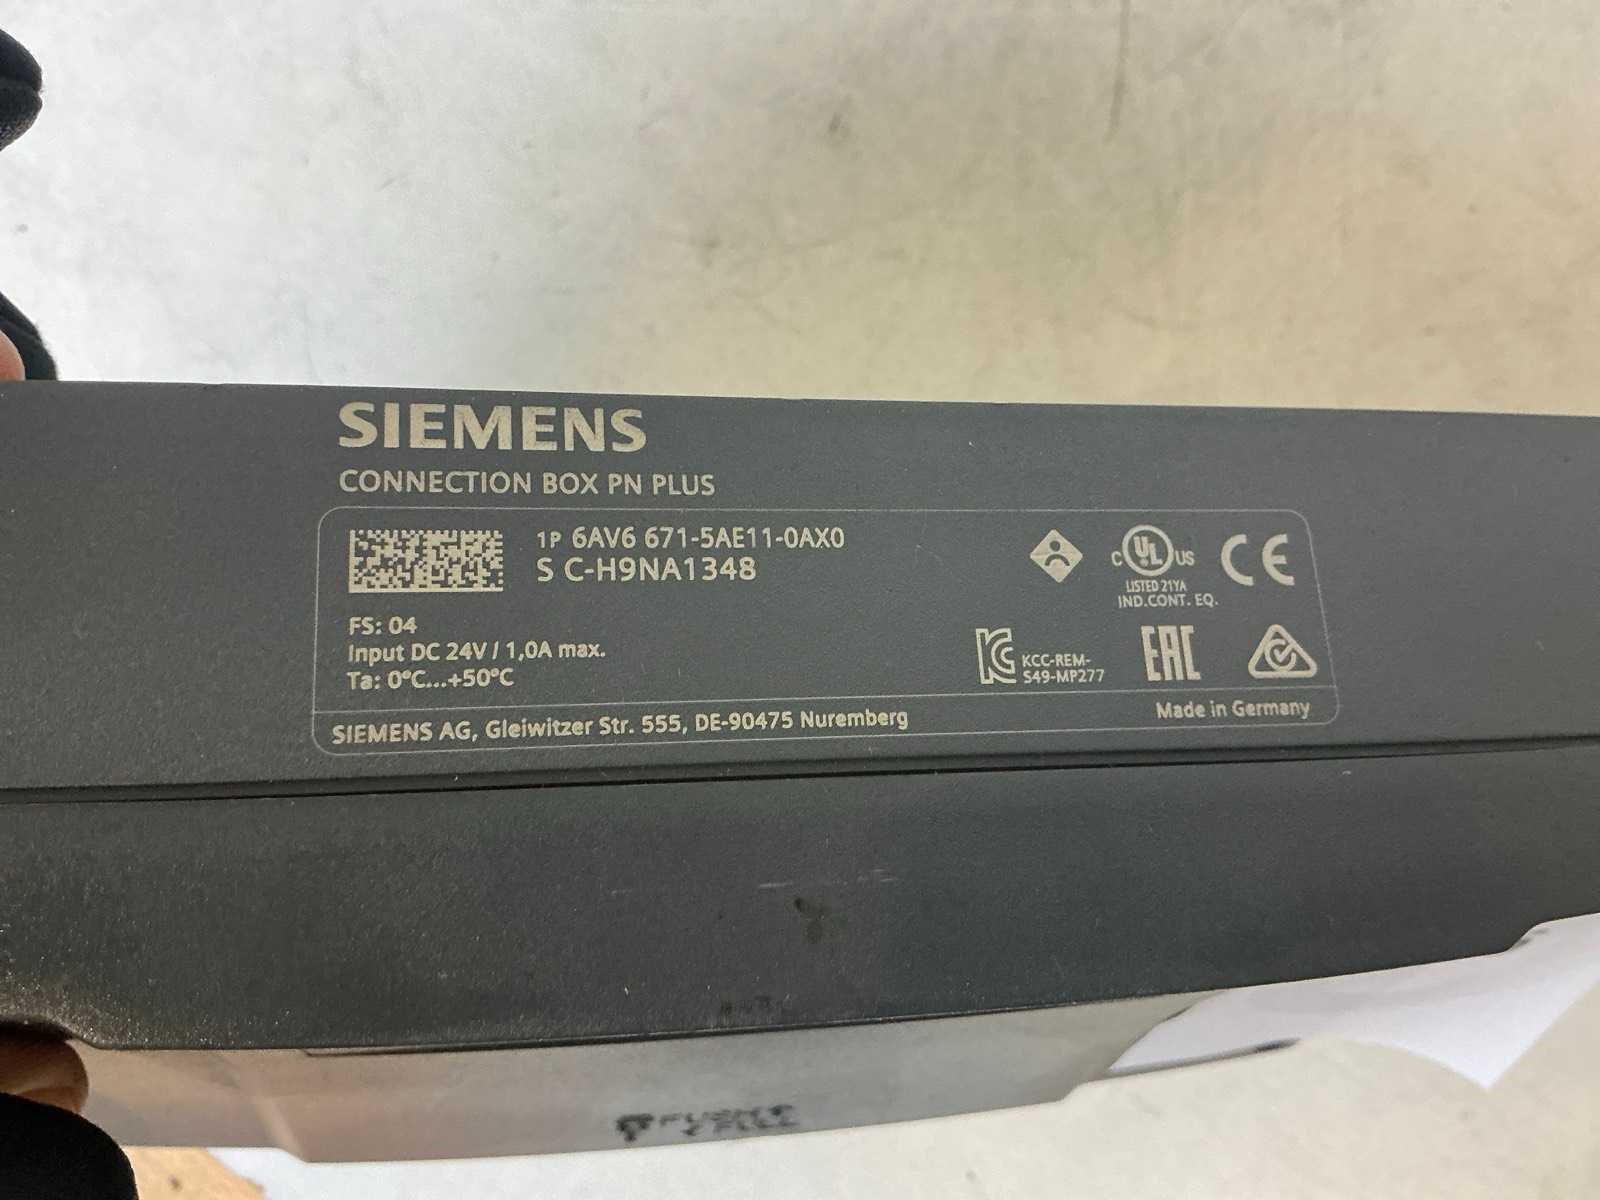 SIEMENS
CONNECTION BOX PN PLUS
1P 6AV6 671-5AE11-0AX0
S C-H9NA1348
FS: 04
Input DC 24V / 1,0A max.
Ta: 0°C...+50°C
C UL US
LISTED 21YA
IND.CONT. EQ.
CE
KCC-REM-
S49-MP277
EAC
SIEMENS AG, Gleiwitzer Str. 555, DE-90475 Nuremberg
Made in Germany